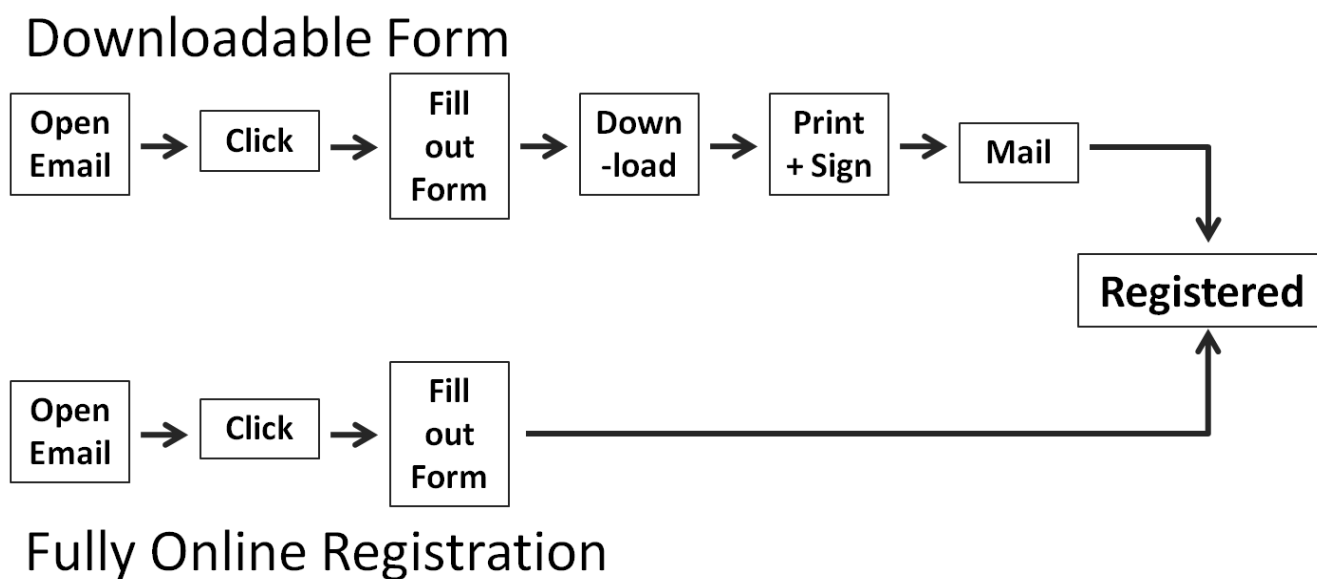 Downloadable Form
Open
Email
Click
Fill
out
Form
Down
-load
Print
+ Sign
Mail
Registered
Open
Email
Click
Fill
out
Form
Fully Online Registration